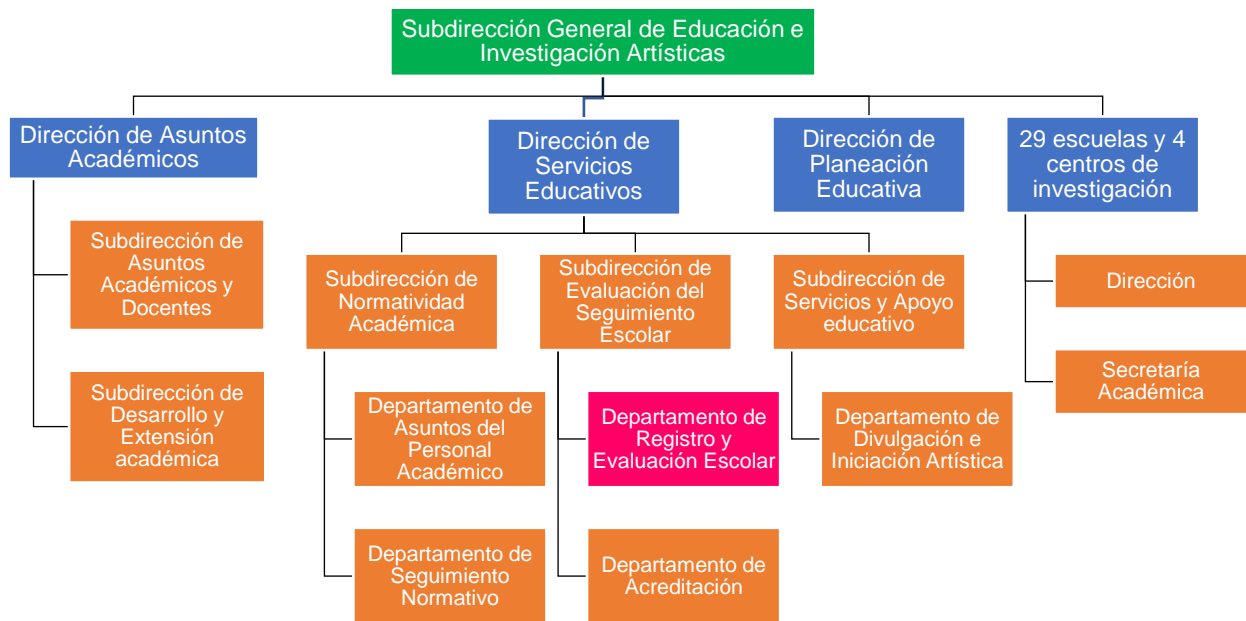 Subdirección General de Educación e
Investigación Artísticas
Dirección de Asuntos
Académicos
Dirección de
Servicios
Educativos
Dirección de
Planeación
Educativa
29 escuelas y 4
centros de
investigación
Subdirección de
Asuntos
Académicos y
Docentes
Subdirección de
Desarrollo y
Extensión
académica
Subdirección de
Normatividad
Académica
Subdirección de
Evaluación del
Seguimiento
Escolar
Subdirección de
Servicios y Apoyo
educativo
Dirección
Secretaría
Académica
Departamento de
Asuntos del
Personal
Académico
Departamento de
Registro y
Evaluación Escolar
Departamento de
Divulgación e
Iniciación Artística
Departamento de
Seguimiento
Normativo
Departamento de
Acreditación